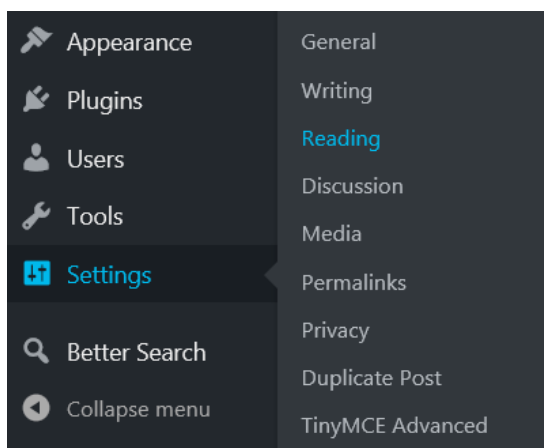 Appearance
Plugins
Users
Tools
Settings
Better Search
Collapse menu
General
Writing
Reading
Discussion
Media
Permalinks
Privacy
Duplicate Post
TinyMCE Advanced